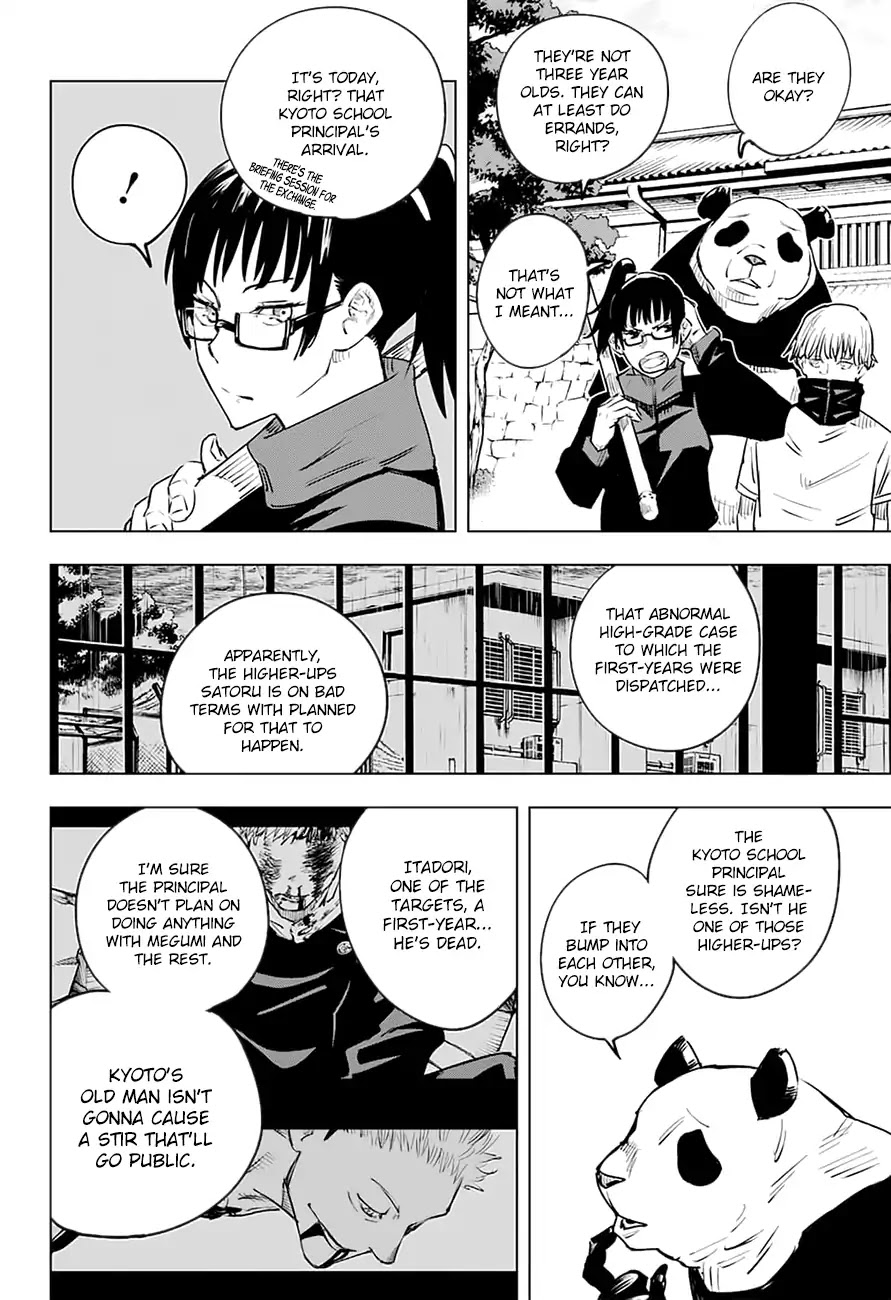 ARE THEY
OKAY?
THEY'RE NOT
THREE YEAR
OLDS. THEY CAN
AT LEAST DO
ERRANDS,
RIGHT?
THAT'S
NOT WHAT
I MEANT...
IT'S TODAY,
RIGHT? THAT
KYOTO SCHOOL
PRINCIPAL'S
ARRIVAL.
THERE'S THE
BRIEFING SESSION FOR
THE EXCHANGE.
!
THAT ABNORMAL
HIGH-GRADE CASE
TO WHICH THE
FIRST-YEARS WERE
DISPATCHED...
APPARENTLY,
THE HIGHER-UPS
SATORU IS ON BAD
TERMS WITH PLANNED
FOR THAT TO
HAPPEN.
THE
KYOTO SCHOOL
PRINCIPAL
SURE IS SHAME-
LESS. ISN'T HE
ONE OF THOSE
HIGHER-UPS?
IF THEY
BUMP INTO
EACH OTHER,
YOU KNOW...
ITADORI,
ONE OF THE
TARGETS, A
FIRST-YEAR...
HE'S DEAD.
I'M SURE
THE PRINCIPAL
DOESN'T PLAN ON
DOING ANYTHING
WITH MEGUMI AND
THE REST.
KYOTO'S
OLD MAN ISN'T
GONNA CAUSE
A STIR THAT'LL
GO PUBLIC.